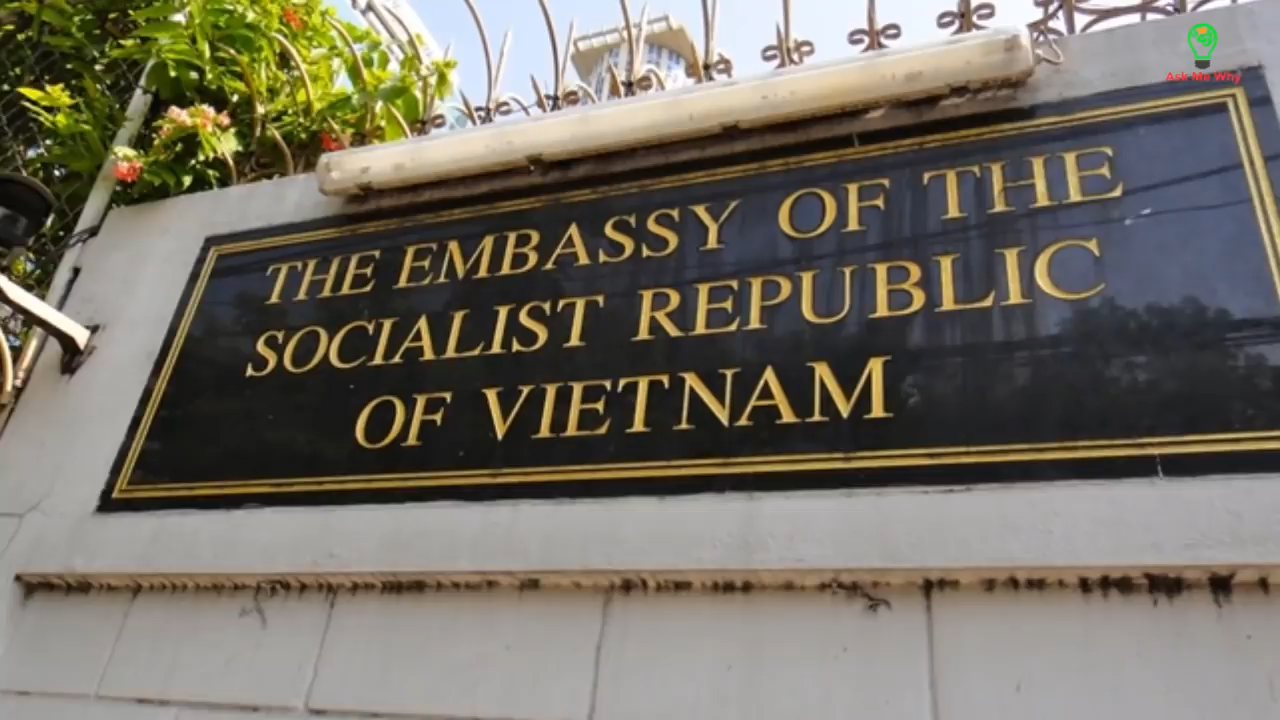 Ask Me Why
THE EMBASSY OF THE
SOCIALIST REPUBLIC
OF VIETNAM